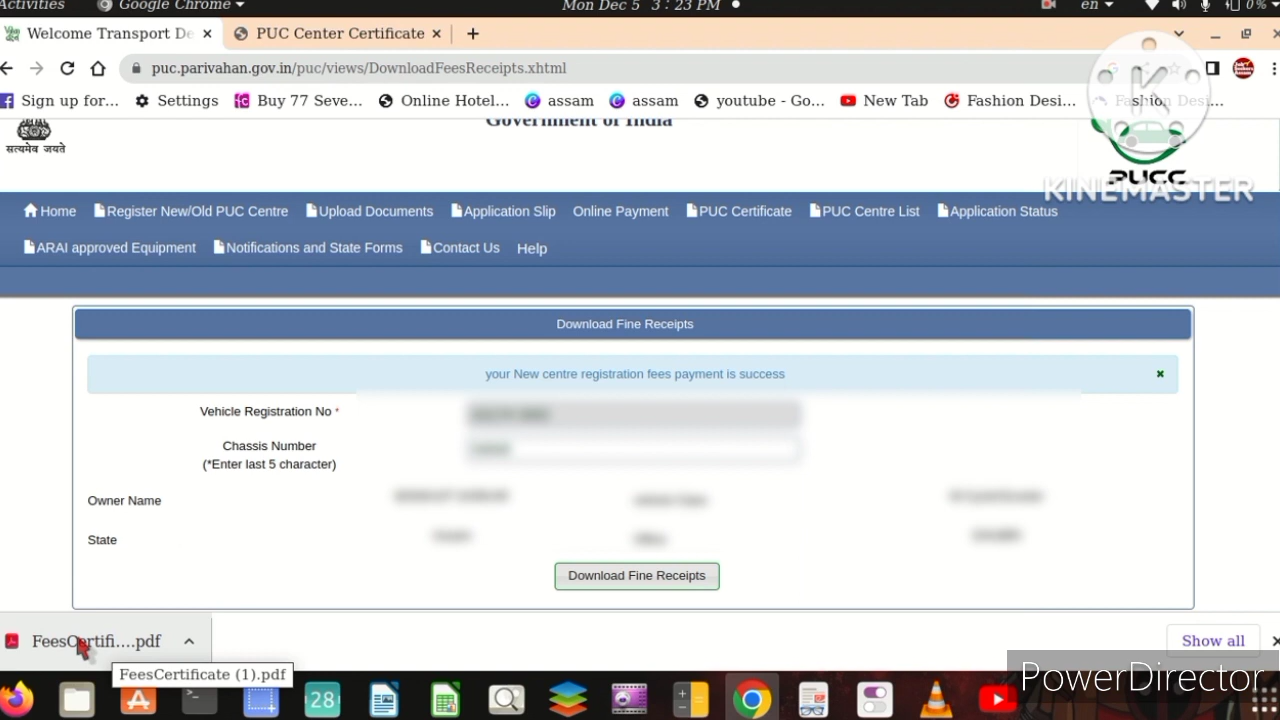 Activities Google Chrome Mon Dec 5 3 : 23 PM en 0 %
Welcome Transport De PUC Center Certificate
puc.parivahan.gov.in/puc/views/DownloadFeesReceipts.xhtml
Sign up for... Settings Buy 77 Seve... Online Hotel... assam assam youtube - Go... New Tab Fashion Desi... Fashion Desi...
Government of India
सत्यमेव जयते
PUCC
KINEMASTER
Home Register New/Old PUC Centre Upload Documents Application Slip Online Payment PUC Certificate PUC Centre List Application Status
ARAI approved Equipment Notifications and State Forms Contact Us Help
Download Fine Receipts
your New centre registration fees payment is success
Vehicle Registration No *
Chassis Number
(*Enter last 5 character)
Owner Name
State
Download Fine Receipts
FeesCertifi....pdf Show all
FeesCertificate (1).pdf
PowerDirector
28